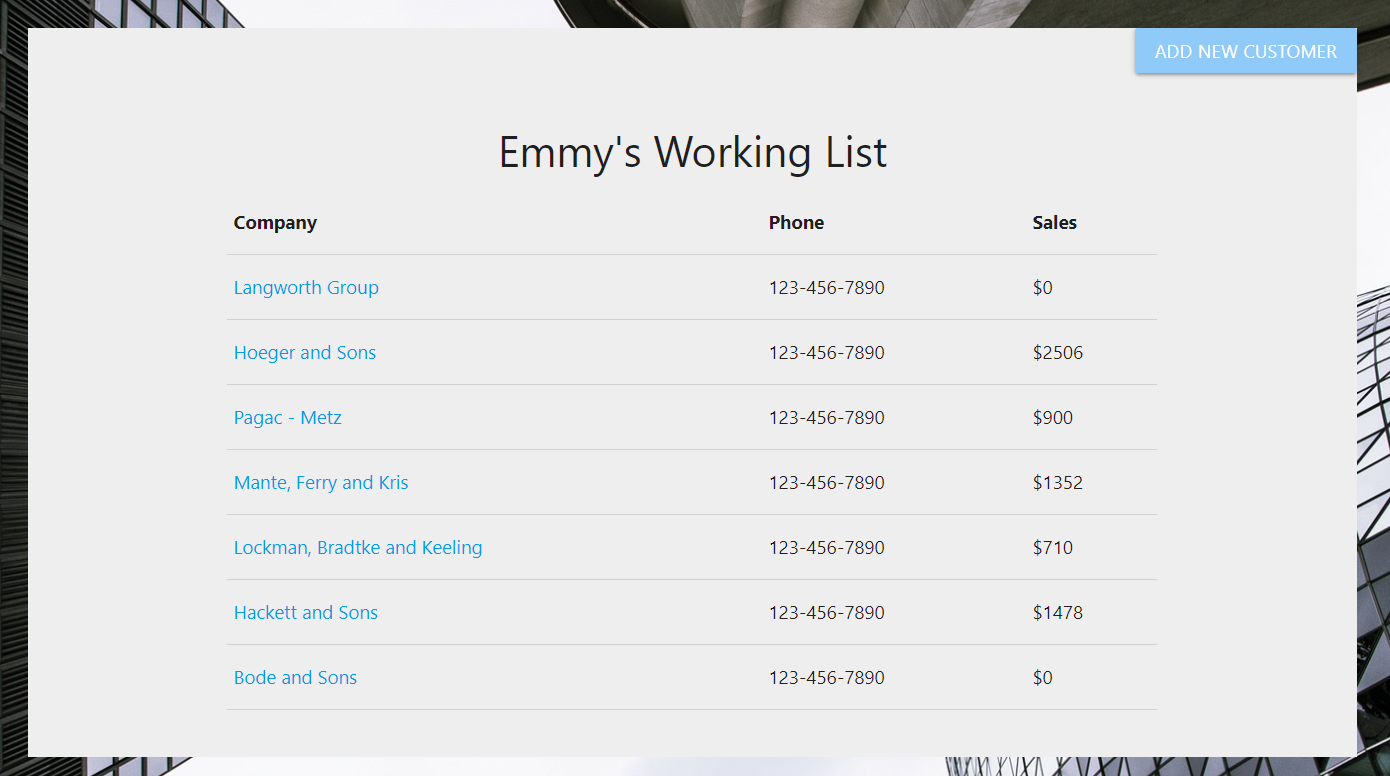 ADD NEW CUSTOMER
Emmy's Working List
Company Phone Sales
Langworth Group 123-456-7890 $0
Hoeger and Sons 123-456-7890 $2506
Pagac - Metz 123-456-7890 $900
Mante, Ferry and Kris 123-456-7890 $1352
Lockman, Bradtke and Keeling 123-456-7890 $710
Hackett and Sons 123-456-7890 $1478
Bode and Sons 123-456-7890 $0